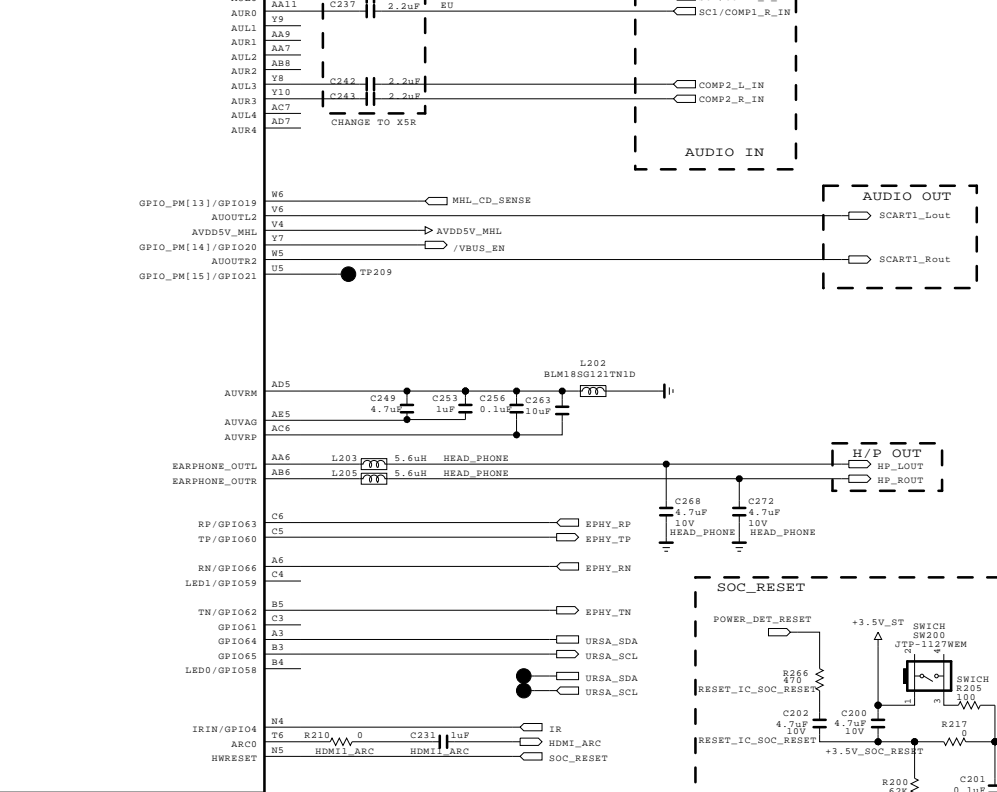 AA11
C237
2.2uF
EU
AUR0
SC1/COMP1_R_IN
Y9
AUL1
AA9
AUR1
AA7
AUL2
AB8
AUR2
Y8
C242
2.2uF
AUL3
COMP2_L_IN
Y10
C243
2.2uF
AUR3
COMP2_R_IN
AC7
AUL4
AD7
CHANGE TO X5R
AUR4
AUDIO IN
W6
AUDIO OUT
GPIO_PM[13]/GPIO19
MHL_CD_SENSE
V6
AUOUTL2
SCART1_Lout
V4
AVDD5V_MHL
AVDD5V_MHL
Y7
GPIO_PM[14]/GPIO20
/VBUS_EN
W5
AUOUTR2
SCART1_Rout
U5
GPIO_PM[15]/GPIO21
TP209
L202
BLM18SG121TN1D
AD5
AUVRM
C249
4.7uF
C253
1uF
C256
0.1uF
C263
10uF
AE5
AUVAG
AC6
AUVRP
H/P OUT
AA6
L203
5.6uH
HEAD_PHONE
EARPHONE_OUTL
HP_LOUT
AB6
L205
5.6uH
HEAD_PHONE
EARPHONE_OUTR
HP_ROUT
C268
4.7uF
10V
HEAD_PHONE
C272
4.7uF
10V
HEAD_PHONE
C6
RP/GPIO63
EPHY_RP
C5
TP/GPIO60
EPHY_TP
A6
RN/GPIO66
EPHY_RN
C4
LED1/GPIO59
B5
TN/GPIO62
EPHY_TN
C3
GPIO61
A3
GPIO64
URSA_SDA
B3
GPIO65
URSA_SCL
B4
LED0/GPIO58
URSA_SDA
URSA_SCL
N4
IRIN/GPIO4
IR
T6
R210
0
C231
1uF
ARC0
HDMI_ARC
N5
HDMI1_ARC
HDMI1_ARC
HWRESET
SOC_RESET
SOC_RESET
POWER_DET_RESET
+3.5V_ST
SWICH
SW200
JTP-1127WEM
2
4
1
3
R266
470
RESET_IC_SOC_RESET
SWICH
R205
100
C202
4.7uF
10V
RESET_IC_SOC_RESET
C200
4.7uF
10V
+3.5V_SOC_RESET
R217
0
R200
62K
C201
0.1uF